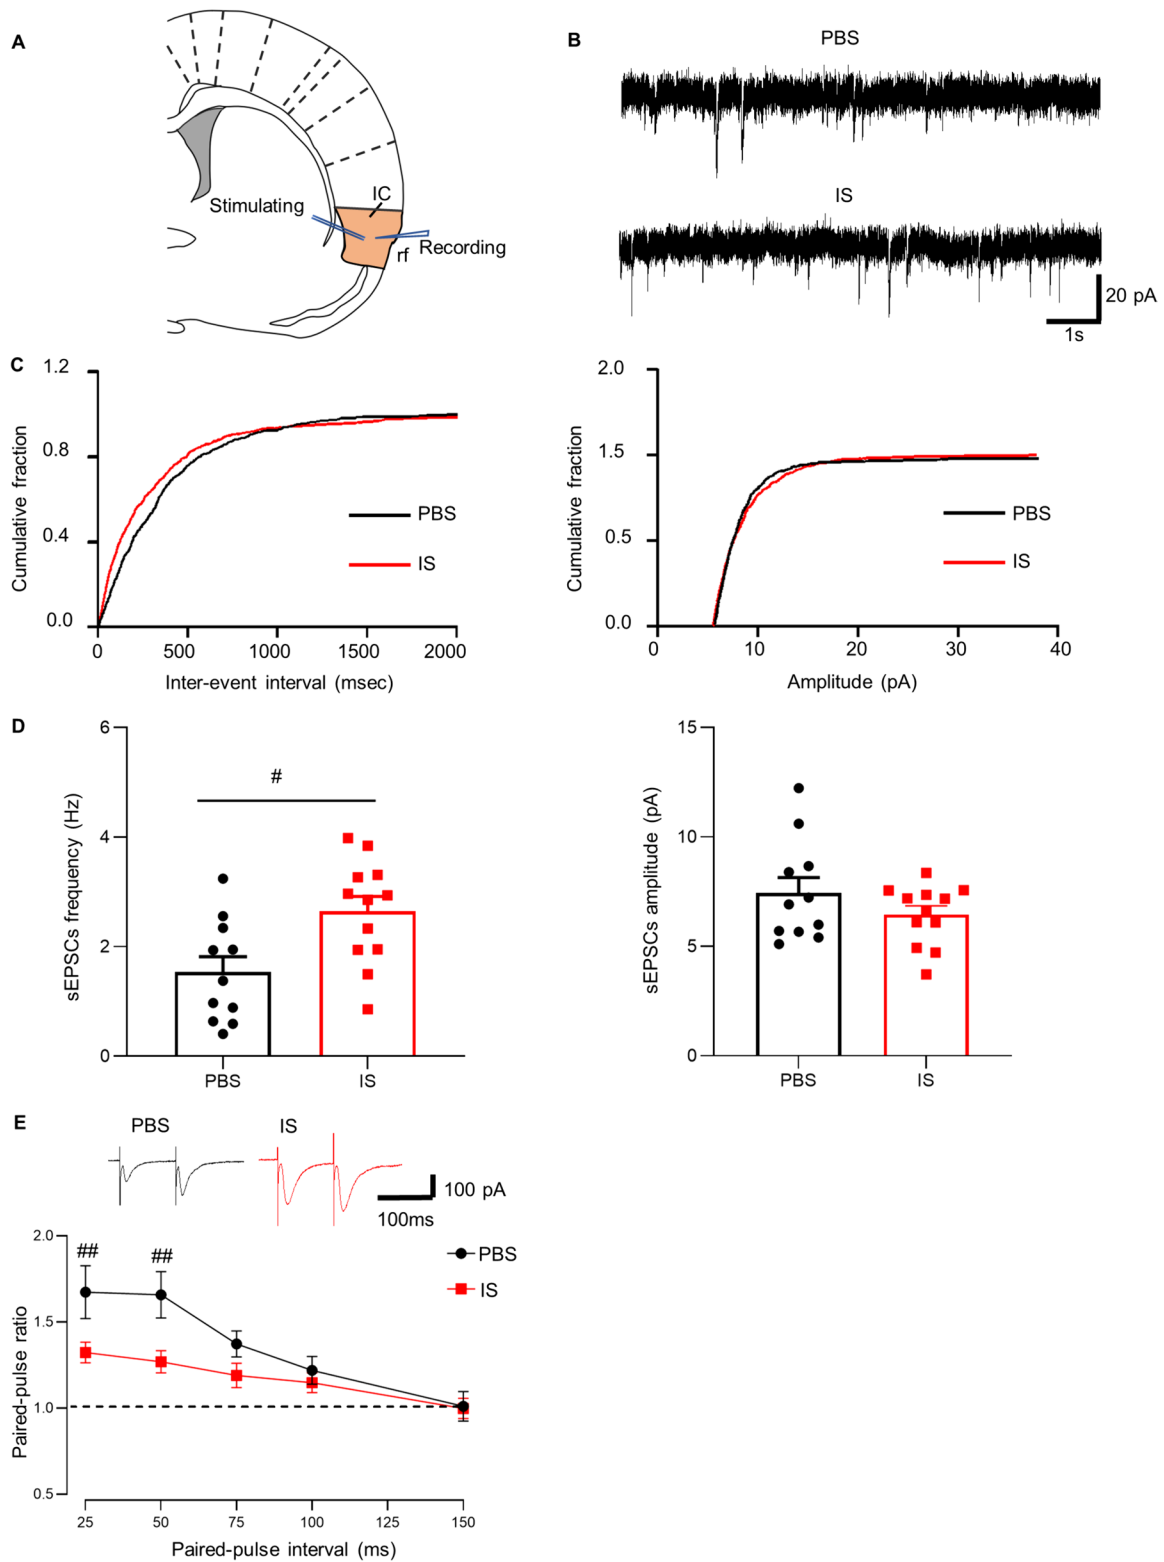 A
Stimulating
IC
rf
Recording
B
PBS
IS
20 pA
1s
C
1.2
0.8
0.4
0.0
Cumulative fraction
PBS
IS
0
500
1000
1500
2000
Inter-event interval (msec)
2.0
1.5
0.5
0.0
Cumulative fraction
PBS
IS
0
10
20
30
40
Amplitude (pA)
D
6
4
2
0
sEPSCs frequency (Hz)
#
PBS
IS
15
10
5
0
sEPSCs amplitude (pA)
PBS
IS
E
PBS
IS
100 pA
100ms
2.0
1.5
1.0
0.5
Paired-pulse ratio
##
##
PBS
IS
25
50
75
100
125
150
Paired-pulse interval (ms)